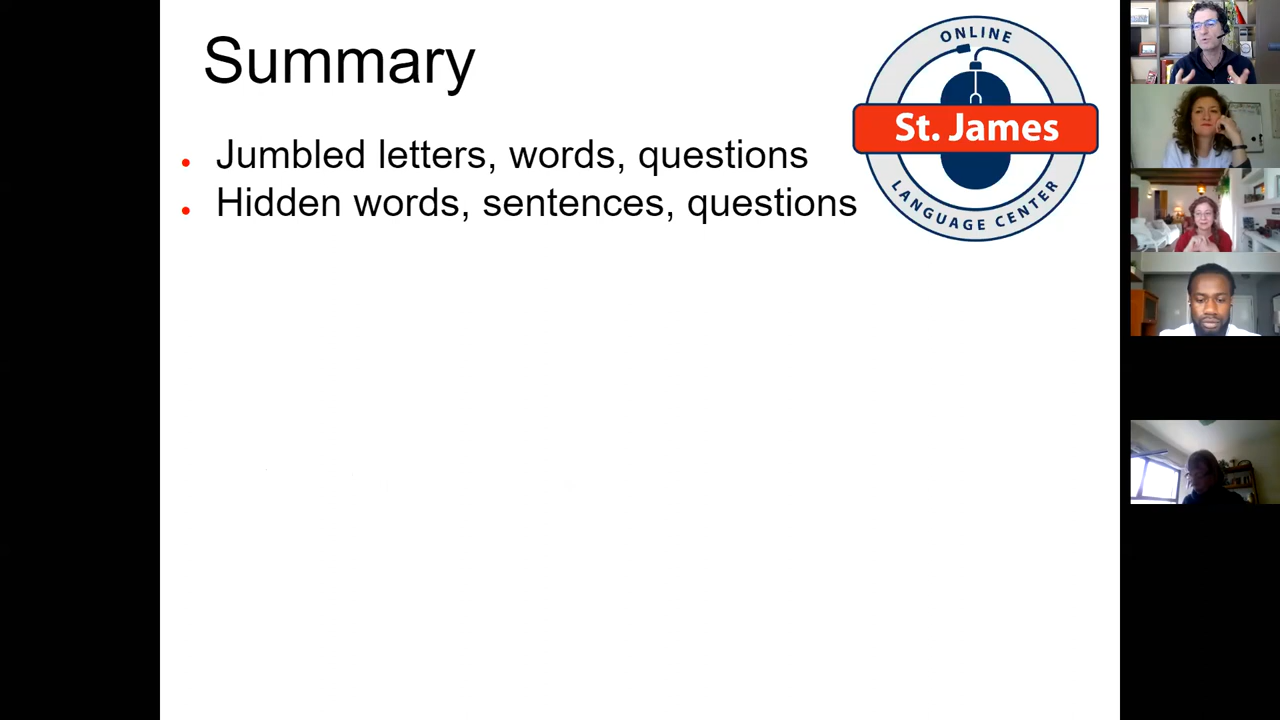 Summary
ONLINE
St. James
LANGUAGE CENTER
Jumbled letters, words, questions
Hidden words, sentences, questions